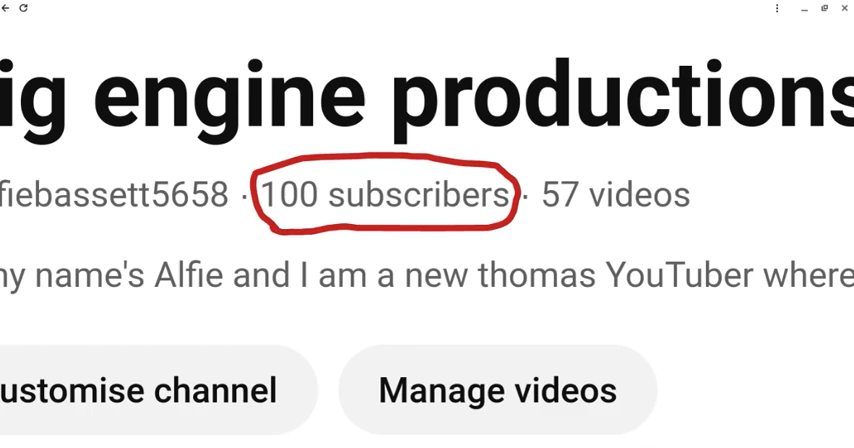 ig engine productions
fiebassett5658 · 100 subscribers · 57 videos
ny name's Alfie and I am a new thomas YouTuber where
ustomise channel
Manage videos